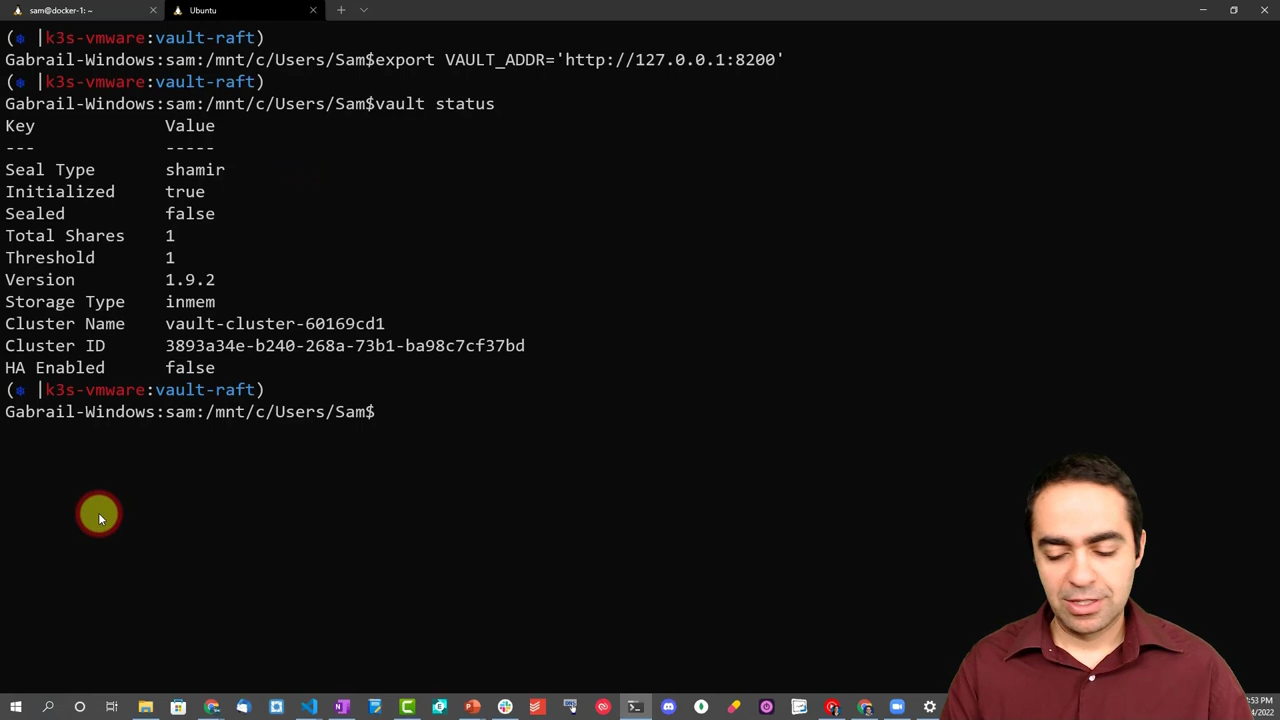 sam@docker-1: ~
Ubuntu
( ⎈ |k3s-vmware:vault-raft)
Gabrail-Windows:sam:/mnt/c/Users/Sam$export VAULT_ADDR='http://127.0.0.1:8200'
( ⎈ |k3s-vmware:vault-raft)
Gabrail-Windows:sam:/mnt/c/Users/Sam$vault status
Key Value
--- -----
Seal Type shamir
Initialized true
Sealed false
Total Shares 1
Threshold 1
Version 1.9.2
Storage Type inmem
Cluster Name vault-cluster-60169cd1
Cluster ID 3893a34e-b240-268a-73b1-ba98c7cf37bd
HA Enabled false
( ⎈ |k3s-vmware:vault-raft)
Gabrail-Windows:sam:/mnt/c/Users/Sam$
:53 PM
4/2022